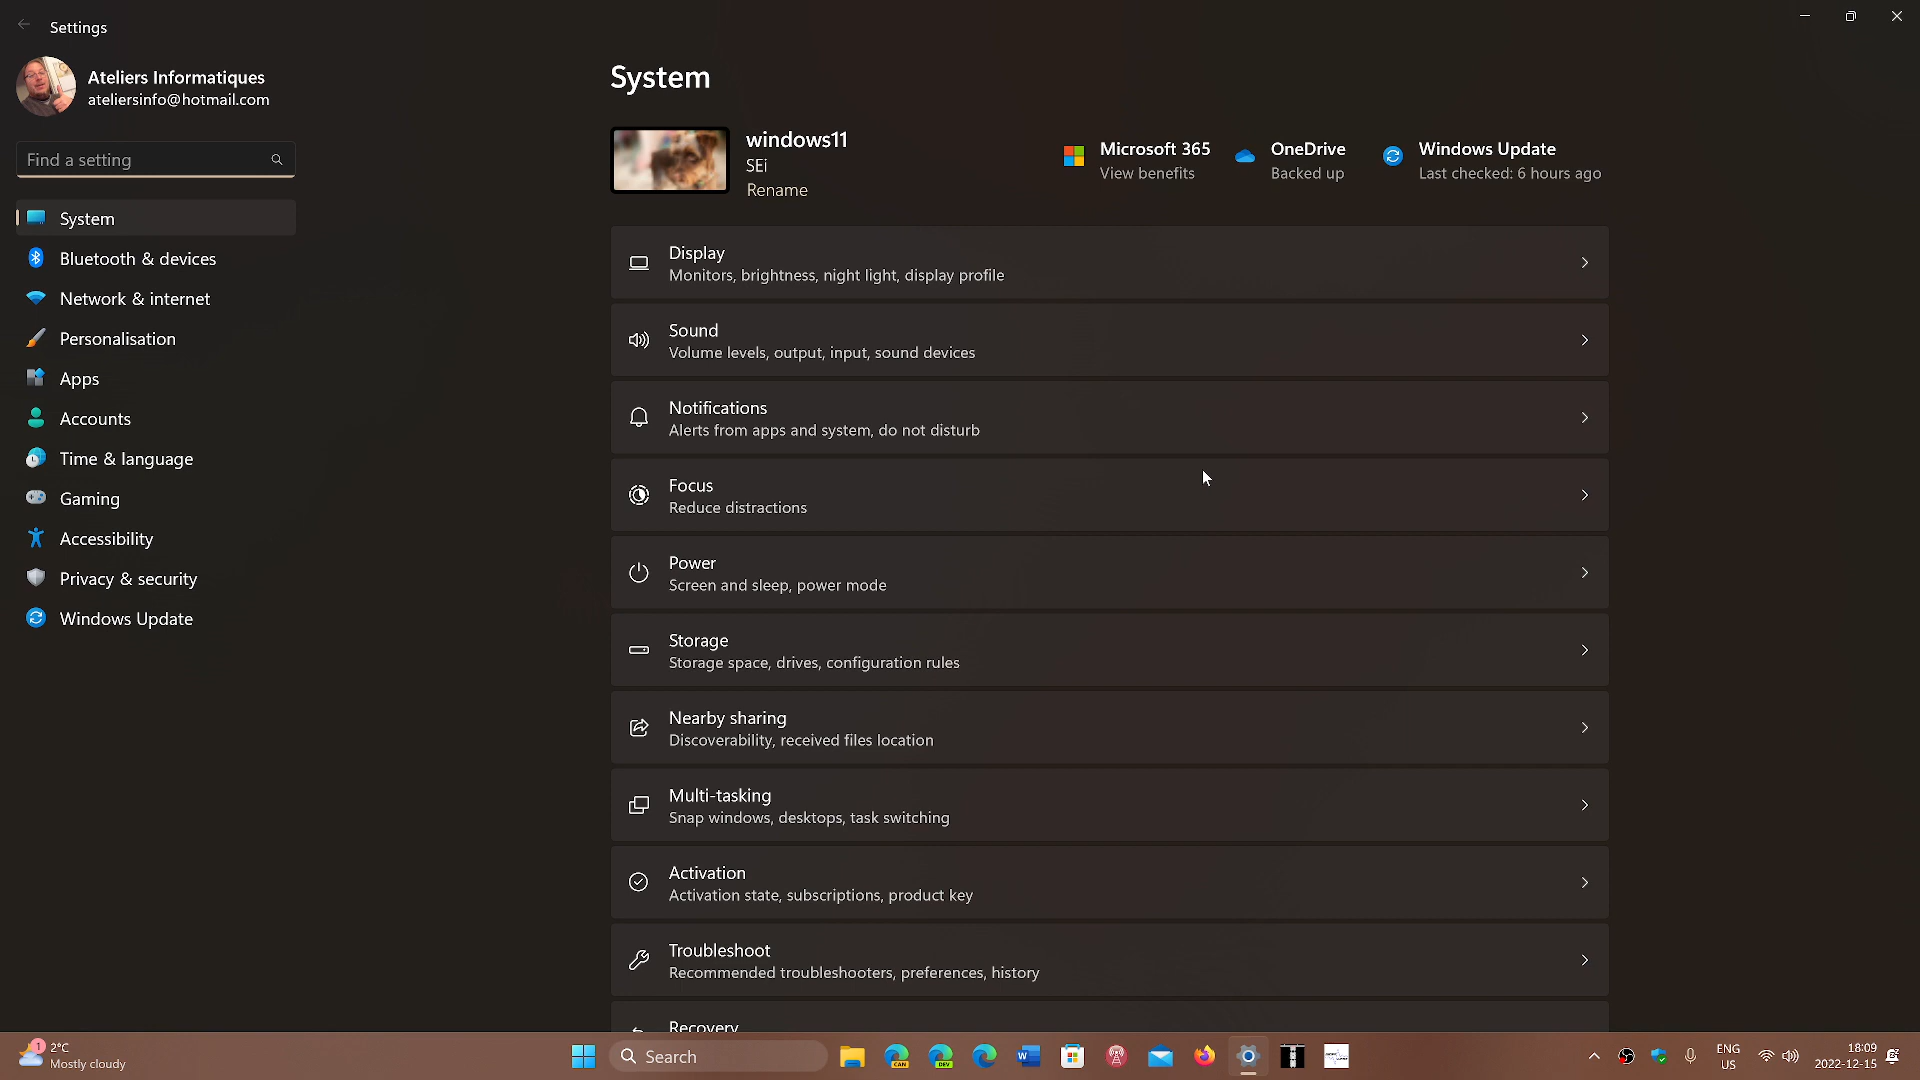 Settings
Ateliers Informatiques
ateliersinfo@hotmail.com
Find a setting
System
Bluetooth & devices
Network & internet
Personalisation
Apps
Accounts
Time & language
Gaming
Accessibility
Privacy & security
Windows Update
System
windows11
SEi
Rename
Microsoft 365
View benefits
OneDrive
Backed up
Windows Update
Last checked: 6 hours ago
Display
Monitors, brightness, night light, display profile
Sound
Volume levels, output, input, sound devices
Notifications
Alerts from apps and system, do not disturb
Focus
Reduce distractions
Power
Screen and sleep, power mode
Storage
Storage space, drives, configuration rules
Nearby sharing
Discoverability, received files location
Multi-tasking
Snap windows, desktops, task switching
Activation
Activation state, subscriptions, product key
Troubleshoot
Recommended troubleshooters, preferences, history
Recovery
1
2°C
Mostly cloudy
Search
CAN
DEV
ENG
US
18:09
2022-12-15